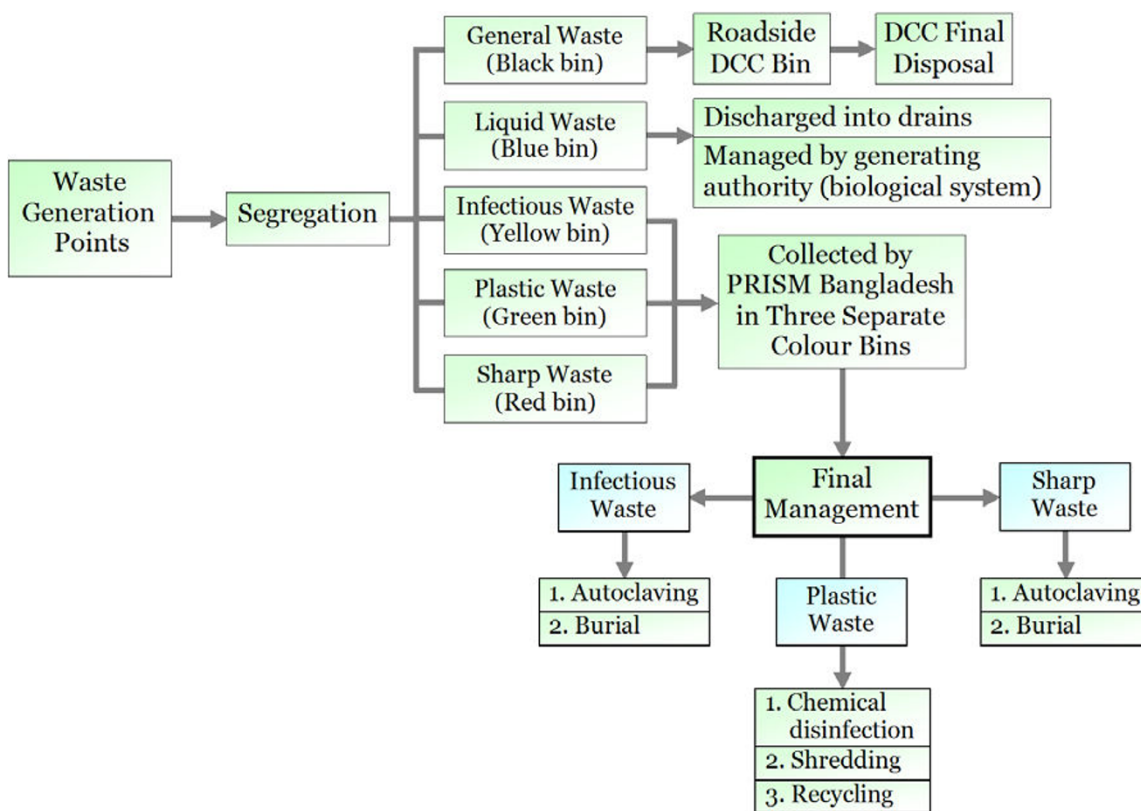 Waste
Generation
Points
Segregation
General Waste
(Black bin)
Roadside
DCC Bin
DCC Final
Disposal
Liquid Waste
(Blue bin)
Discharged into drains
Managed by generating
authority (biological system)
Infectious Waste
(Yellow bin)
Plastic Waste
(Green bin)
Sharp Waste
(Red bin)
Collected by
PRISM Bangladesh
in Three Separate
Colour Bins
Final
Management
Infectious
Waste
1. Autoclaving
2. Burial
Plastic
Waste
1. Chemical
disinfection
2. Shredding
3. Recycling
Sharp
Waste
1. Autoclaving
2. Burial